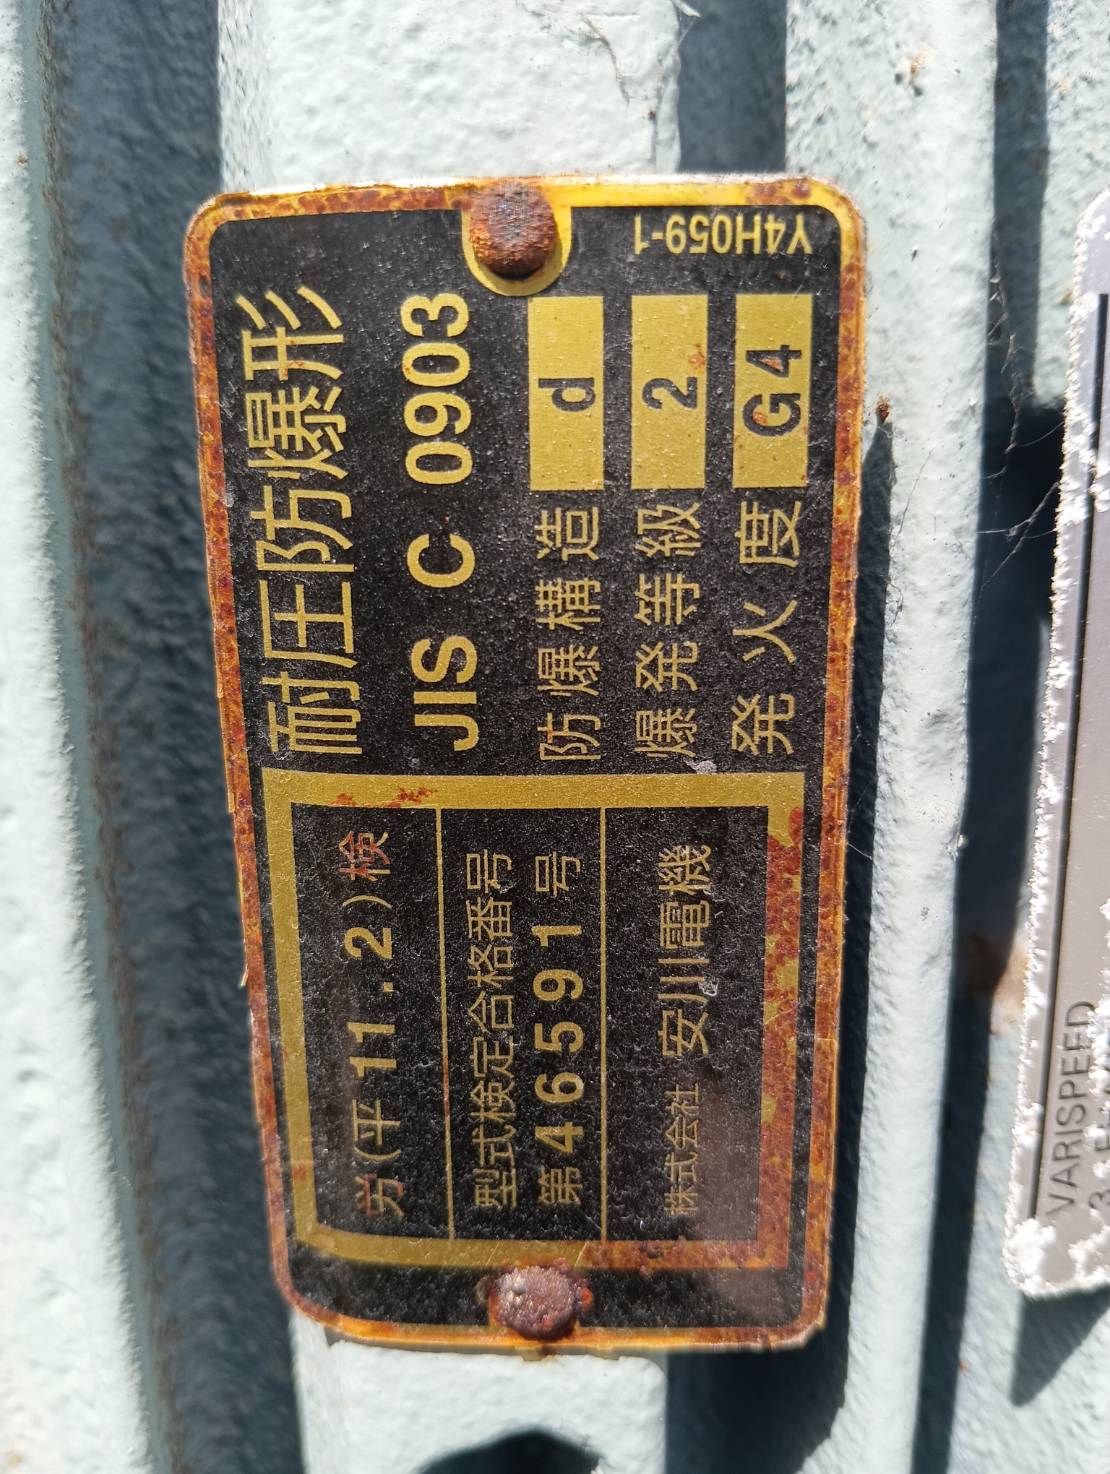 労(平11.2)検
型式検定合格番号
第46591号
株式会社 安川電機
耐圧防爆形
JIS C 0903
防爆構造 d
爆発等級 2
発火度 G4
Y4H059-1
VARISPEED